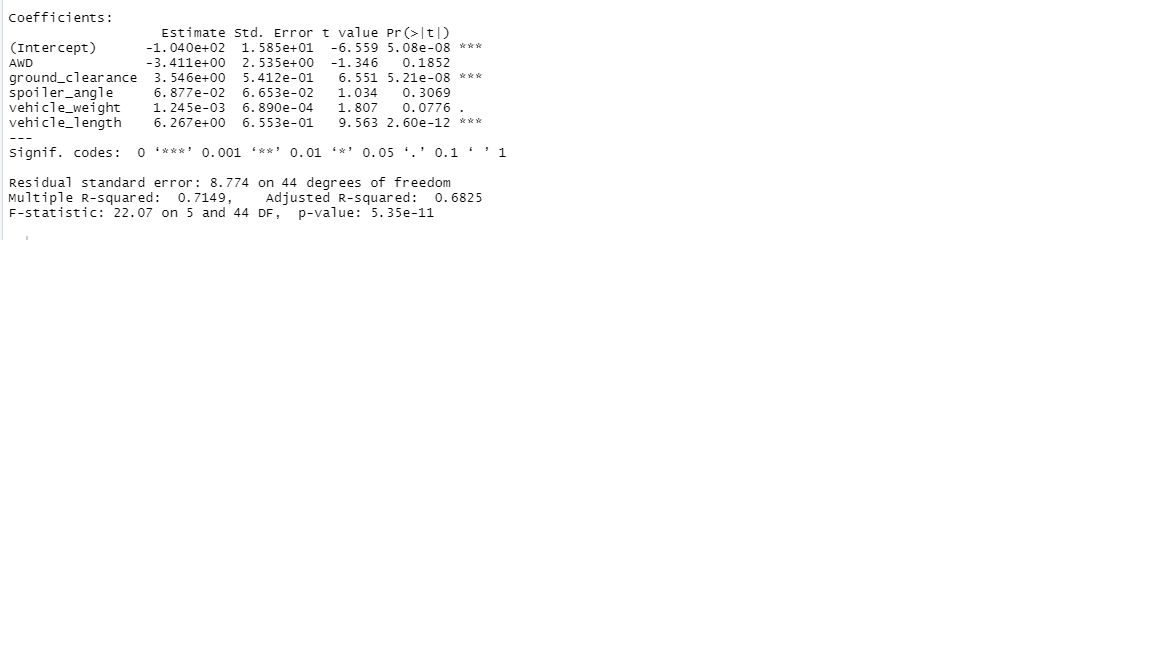 Coefficients:
Estimate Std. Error t value Pr(>|t|)
(Intercept) -1.040e+02 1.585e+01 -6.559 5.08e-08 ***
AWD -3.411e+00 2.535e+00 -1.346 0.1852
ground_clearance 3.546e+00 5.412e-01 6.551 5.21e-08 ***
spoiler_angle 6.877e-02 6.653e-02 1.034 0.3069
vehicle_weight 1.245e-03 6.890e-04 1.807 0.0776 .
vehicle_length 6.267e+00 6.553e-01 9.563 2.60e-12 ***
---
Signif. codes: 0 ‘***’ 0.001 ‘**’ 0.01 ‘*’ 0.05 ‘.’ 0.1 ‘ ’ 1
Residual standard error: 8.774 on 44 degrees of freedom
Multiple R-squared: 0.7149, Adjusted R-squared: 0.6825
F-statistic: 22.07 on 5 and 44 DF, p-value: 5.35e-11